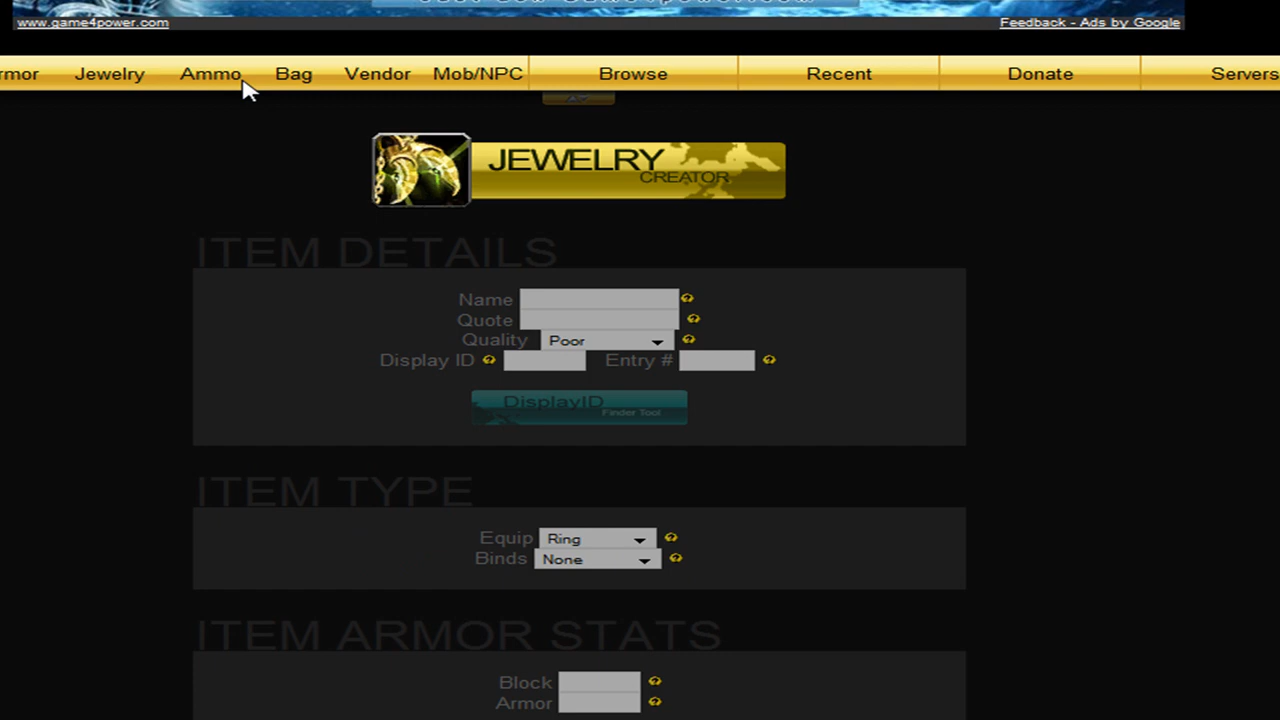 www.game4power.com
Feedback - Ads by Google
rmor Jewelry Ammo Bag Vendor Mob/NPC Browse Recent Donate Servers
JEWELRY
CREATOR
ITEM DETAILS
Name
Quote
Quality Poor
Display ID Entry #
DisplayID
Finder Tool
ITEM TYPE
Equip Ring
Binds None
ITEM ARMOR STATS
Block
Armor